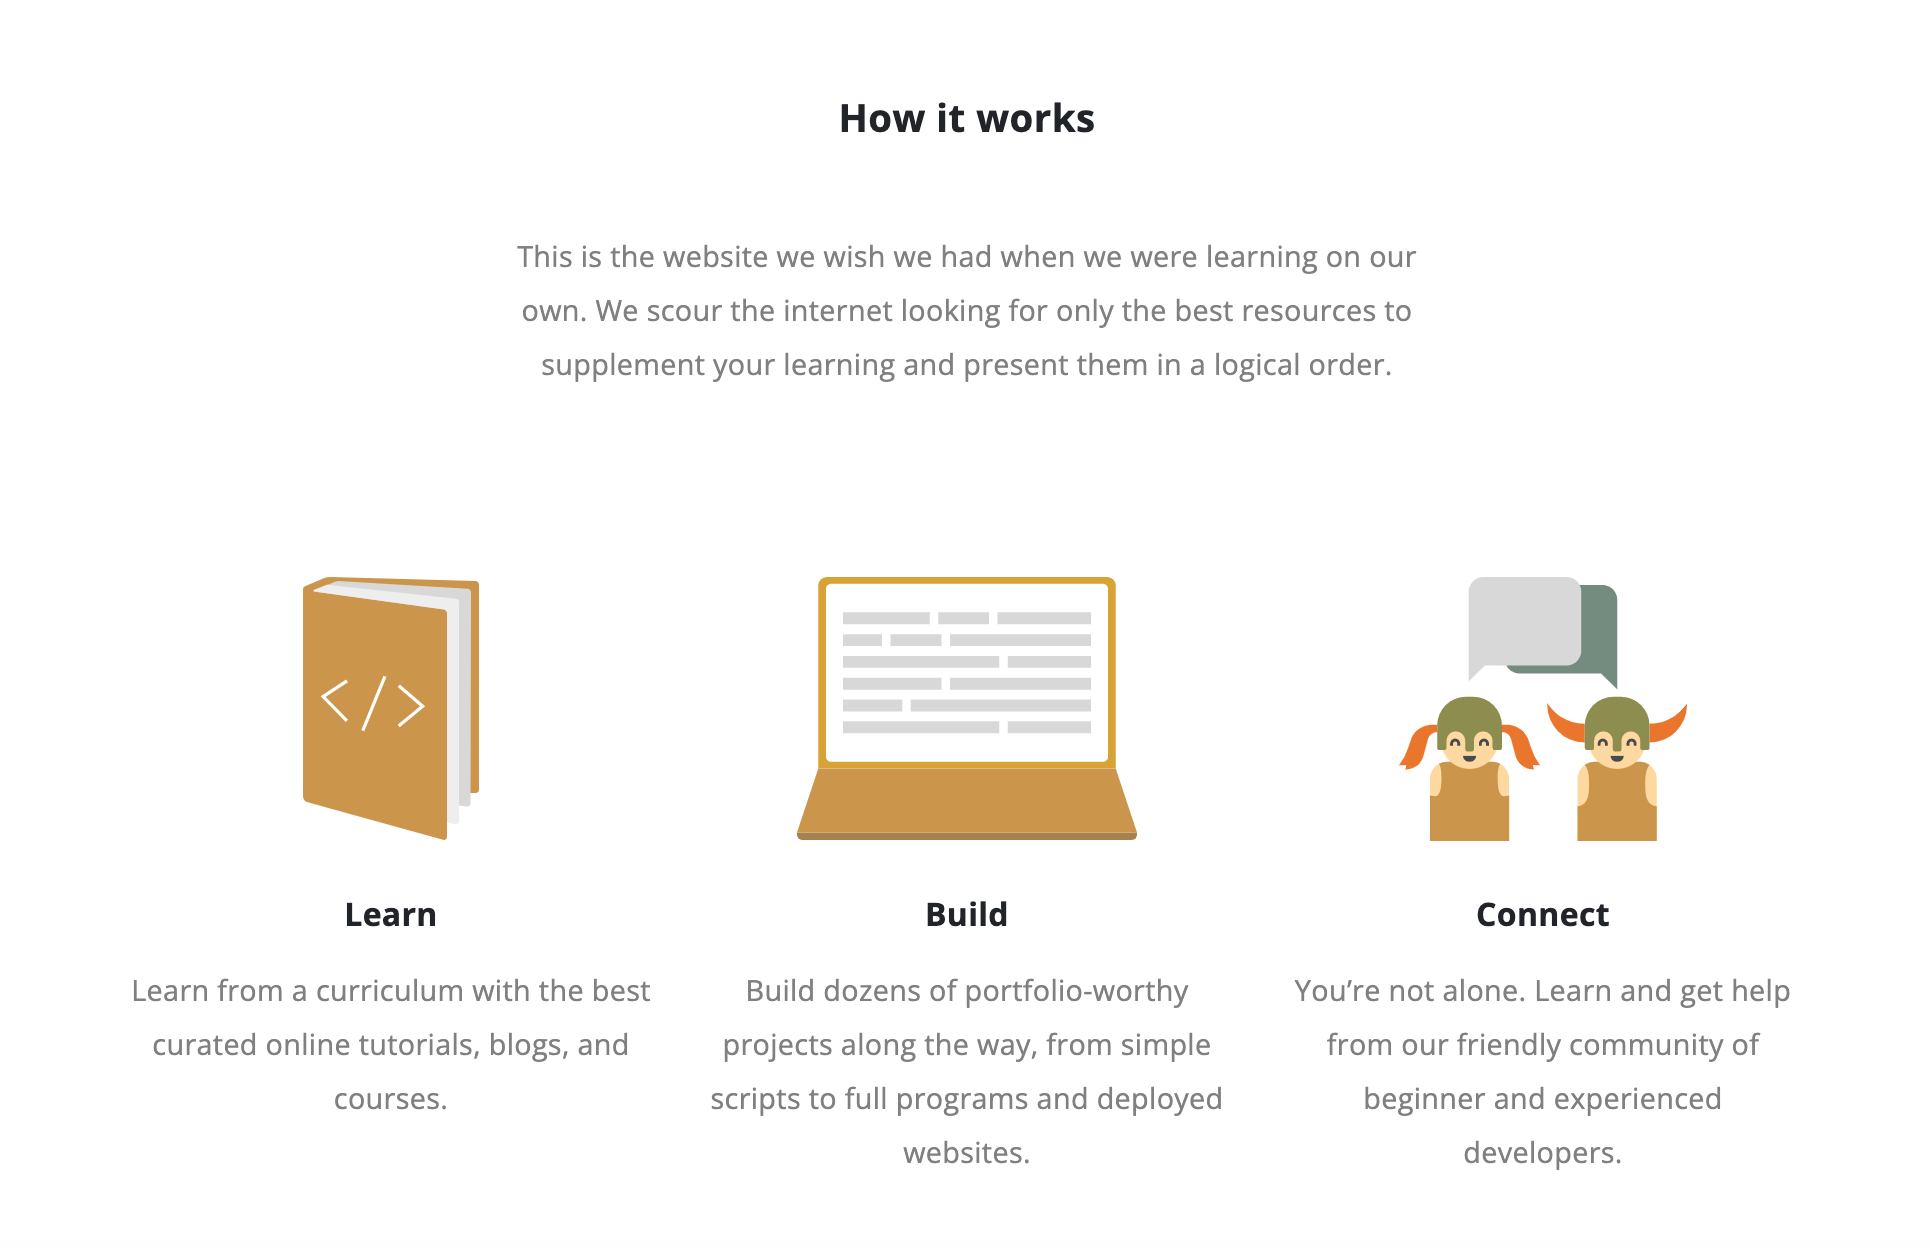 How it works
This is the website we wish we had when we were learning on our
own. We scour the internet looking for only the best resources to
supplement your learning and present them in a logical order.
</>
Learn
Learn from a curriculum with the best
curated online tutorials, blogs, and
courses.
Build
Build dozens of portfolio-worthy
projects along the way, from simple
scripts to full programs and deployed
websites.
Connect
You’re not alone. Learn and get help
from our friendly community of
beginner and experienced
developers.